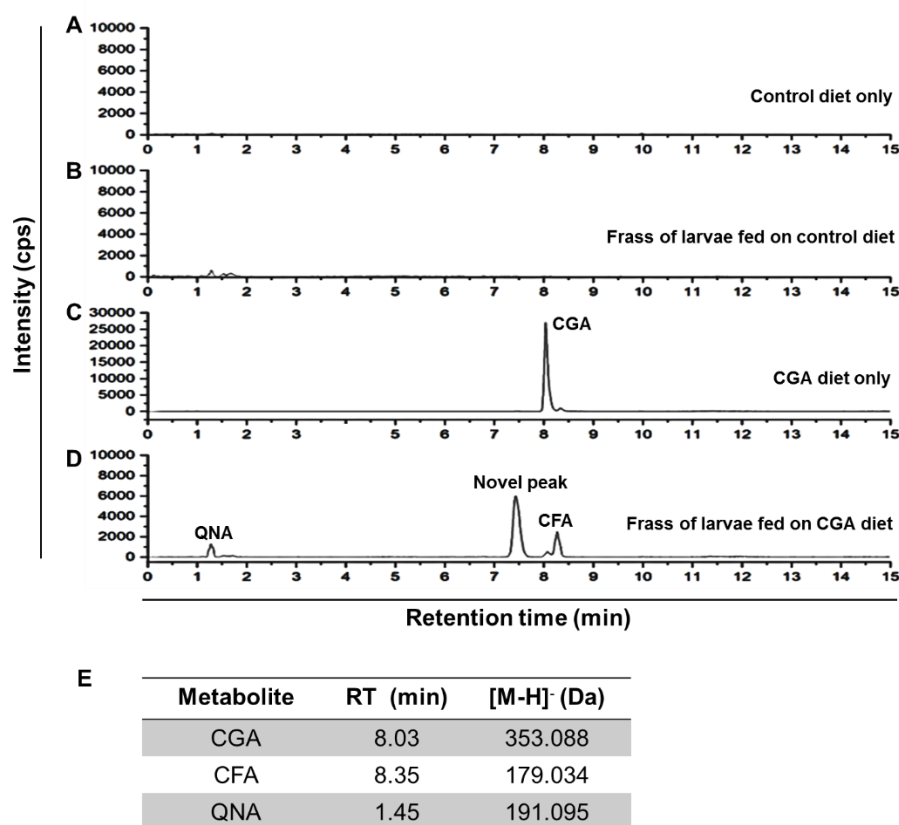 A
10000
8000
6000
4000
2000
0
Control diet only
0 1 2 3 4 5 6 7 8 9 10 11 12 13 14 15
B
10000
8000
6000
4000
2000
0
Frass of larvae fed on control diet
0 1 2 3 4 5 6 7 8 9 10 11 12 13 14 15
Intensity (cps)
C
30000
25000
20000
15000
10000
5000
0
CGA
CGA diet only
0 1 2 3 4 5 6 7 8 9 10 11 12 13 14 15
D
10000
8000
6000
4000
2000
0
QNA
Novel peak
CFA
Frass of larvae fed on CGA diet
0 1 2 3 4 5 6 7 8 9 10 11 12 13 14 15
Retention time (min)
E
Metabolite RT (min) [M-H]⁻ (Da)
CGA 8.03 353.088
CFA 8.35 179.034
QNA 1.45 191.095